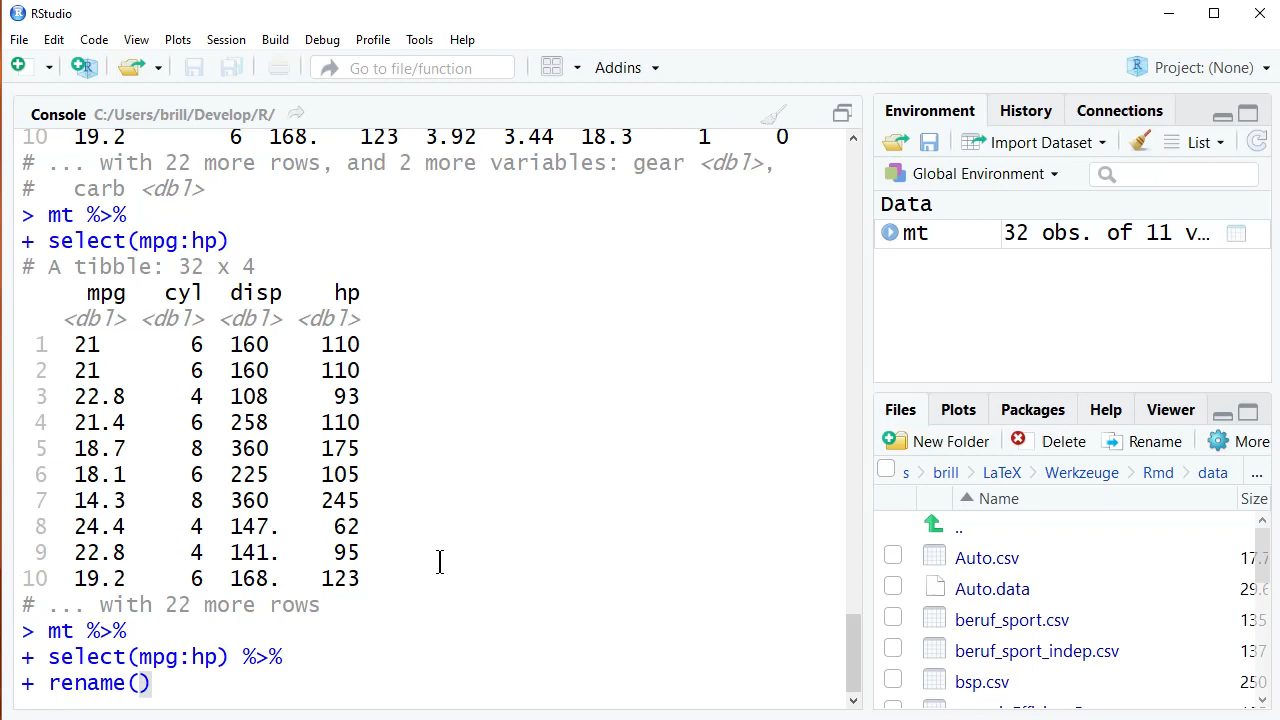 RStudio
File Edit Code View Plots Session Build Debug Profile Tools Help
Go to file/function Addins Project: (None)
Console C:/Users/brill/Develop/R/
10 19.2 6 168. 123 3.92 3.44 18.3 1 0
# ... with 22 more rows, and 2 more variables: gear <dbl>,
# carb <dbl>
> mt %>%
+ select(mpg:hp)
# A tibble: 32 x 4
mpg cyl disp hp
<dbl> <dbl> <dbl> <dbl>
1 21 6 160 110
2 21 6 160 110
3 22.8 4 108 93
4 21.4 6 258 110
5 18.7 8 360 175
6 18.1 6 225 105
7 14.3 8 360 245
8 24.4 4 147. 62
9 22.8 4 141. 95
10 19.2 6 168. 123
# ... with 22 more rows
> mt %>%
+ select(mpg:hp) %>%
+ rename()
Environment History Connections
Import Dataset List
Global Environment
Data
mt 32 obs. of 11 v…
Files Plots Packages Help Viewer
New Folder Delete Rename More
s brill LaTeX Werkzeuge Rmd data ...
Name Size
..
Auto.csv 17.7
Auto.data 29.6
beruf_sport.csv 135
beruf_sport_indep.csv 137
bsp.csv 250